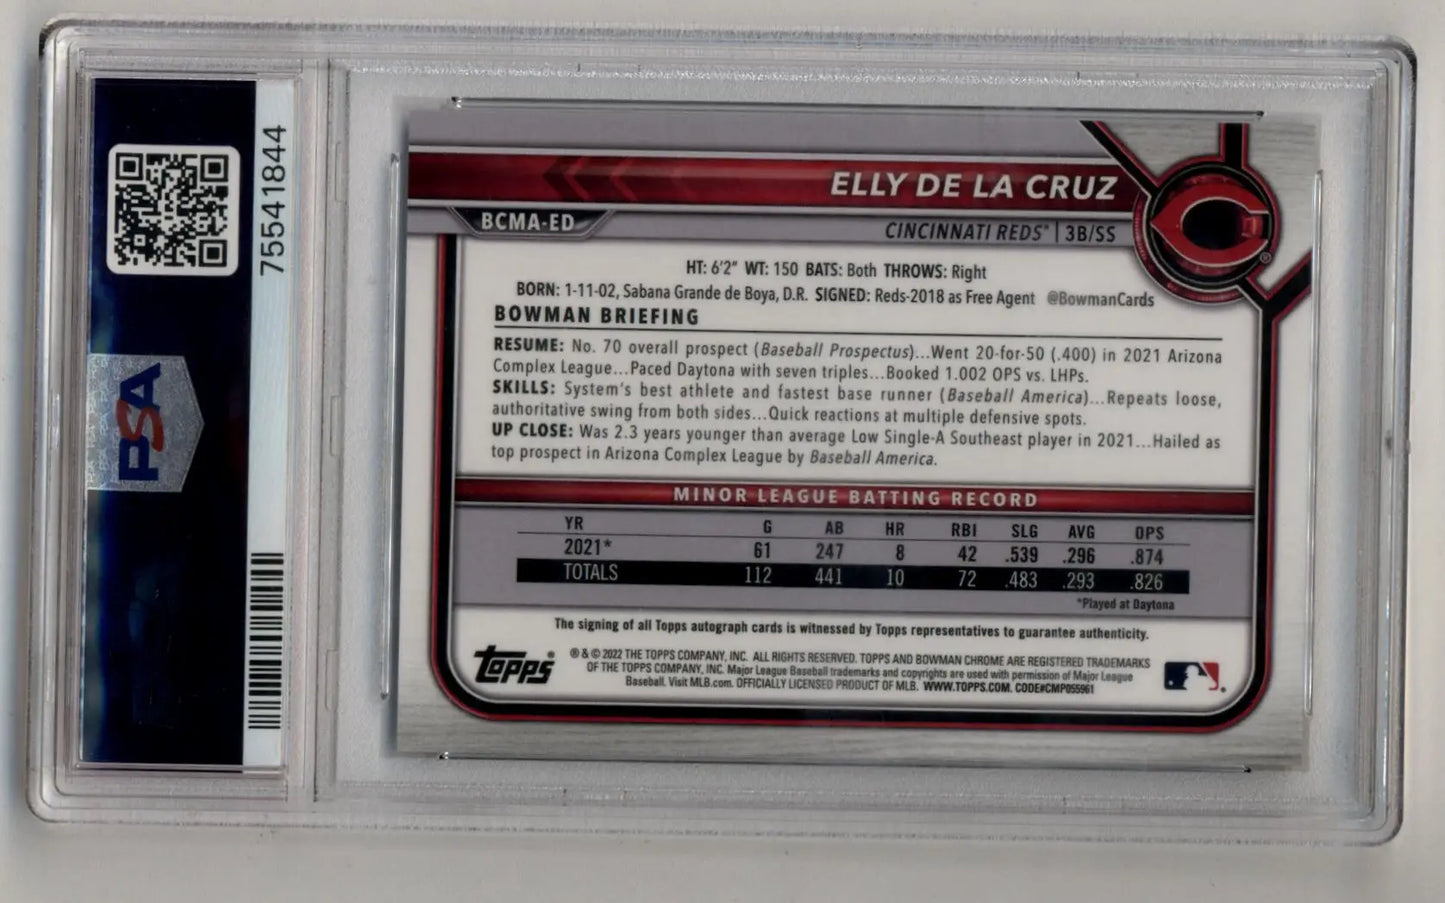 75541844
PSA
ELLY DE LA CRUZ
BCMA-ED
CINCINNATI REDS® | 3B/SS
HT: 6'2" WT: 150 BATS: Both THROWS: Right
BORN: 1-11-02, Sabana Grande de Boya, D.R. SIGNED: Reds-2018 as Free Agent @BowmanCards
BOWMAN BRIEFING
RESUME: No. 70 overall prospect (Baseball Prospectus)...Went 20-for-50 (.400) in 2021 Arizona
Complex League...Paced Daytona with seven triples...Booked 1.002 OPS vs. LHPs.
SKILLS: System's best athlete and fastest base runner (Baseball America)...Repeats loose,
authoritative swing from both sides...Quick reactions at multiple defensive spots.
UP CLOSE: Was 2.3 years younger than average Low Single-A Southeast player in 2021...Hailed as
top prospect in Arizona Complex League by Baseball America.
MINOR LEAGUE BATTING RECORD
YR G AB HR RBI SLG AVG OPS
2021* 61 247 8 42 .539 .296 .874
TOTALS 112 441 10 72 .483 .293 .826
*Played at Daytona
The signing of all Topps autograph cards is witnessed by Topps representatives to guarantee authenticity.
topps®
® & © 2022 THE TOPPS COMPANY, INC. ALL RIGHTS RESERVED. TOPPS AND BOWMAN CHROME ARE REGISTERED TRADEMARKS
OF THE TOPPS COMPANY, INC. Major League Baseball trademarks and copyrights are used with permission of Major League
Baseball. Visit MLB.com. OFFICIALLY LICENSED PRODUCT OF MLB. WWW.TOPPS.COM. CODE#CMP055961